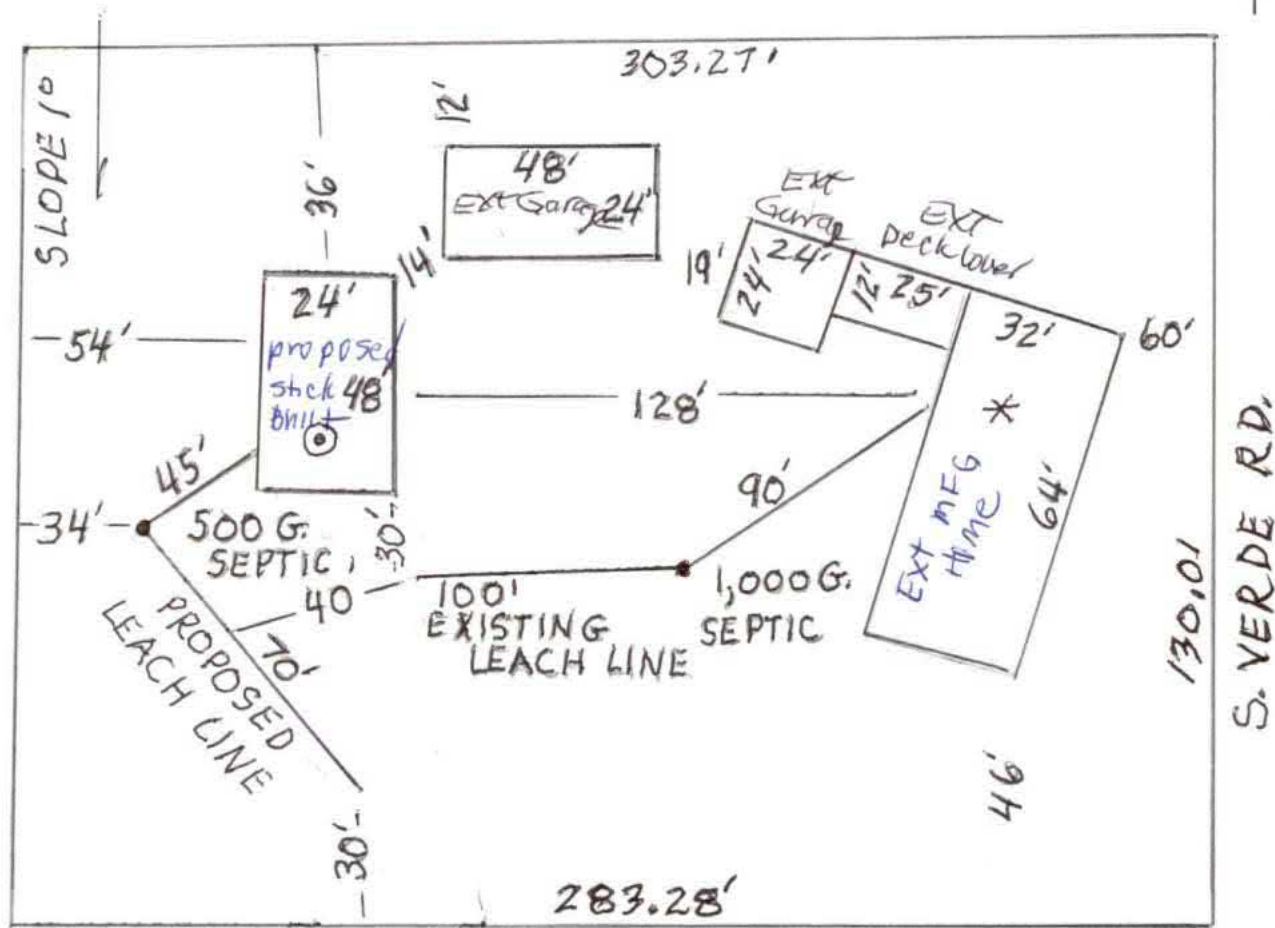 303.27'
SLOPE 1°
36'
12'
48'
Ext Garage 24'
14'
Ext
Garag
EXT
Deck/cover
19'
24'
24'
12'
25'
32'
60'
54'
24'
proposed
stick 48'
Built
128'
45'
90'
Ext MFG
Home
64'
34'
500 G.
SEPTIC
30'
40
100'
EXISTING
LEACH LINE
1,000 G.
SEPTIC
PROPOSED
LEACH LINE
70'
130.01
S. VERDE RD.
46'
30'
283.28'